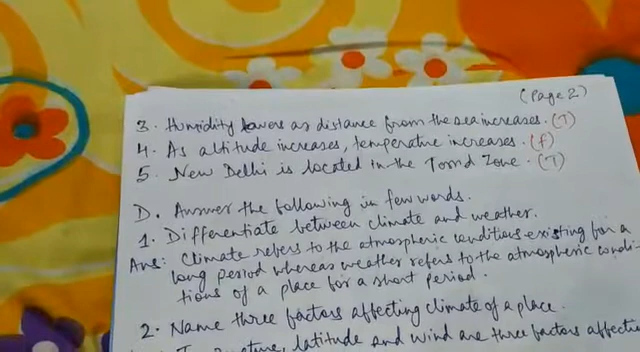 (Page 2)
3. Humidity lowers as distance from the sea increases. (T)
4. As altitude increases, temperature increases. (f)
5. New Delhi is located in the Torrid Zone. (T)
D. Answer the following in few words.
1. Differentiate between climate and weather.
Ans: Climate refers to the atmospheric conditions existing for a
long period whereas weather refers to the atmospheric condi-
tions of a place for a short period.
2. Name three factors affecting climate of a place.
latitude and wind are three factors